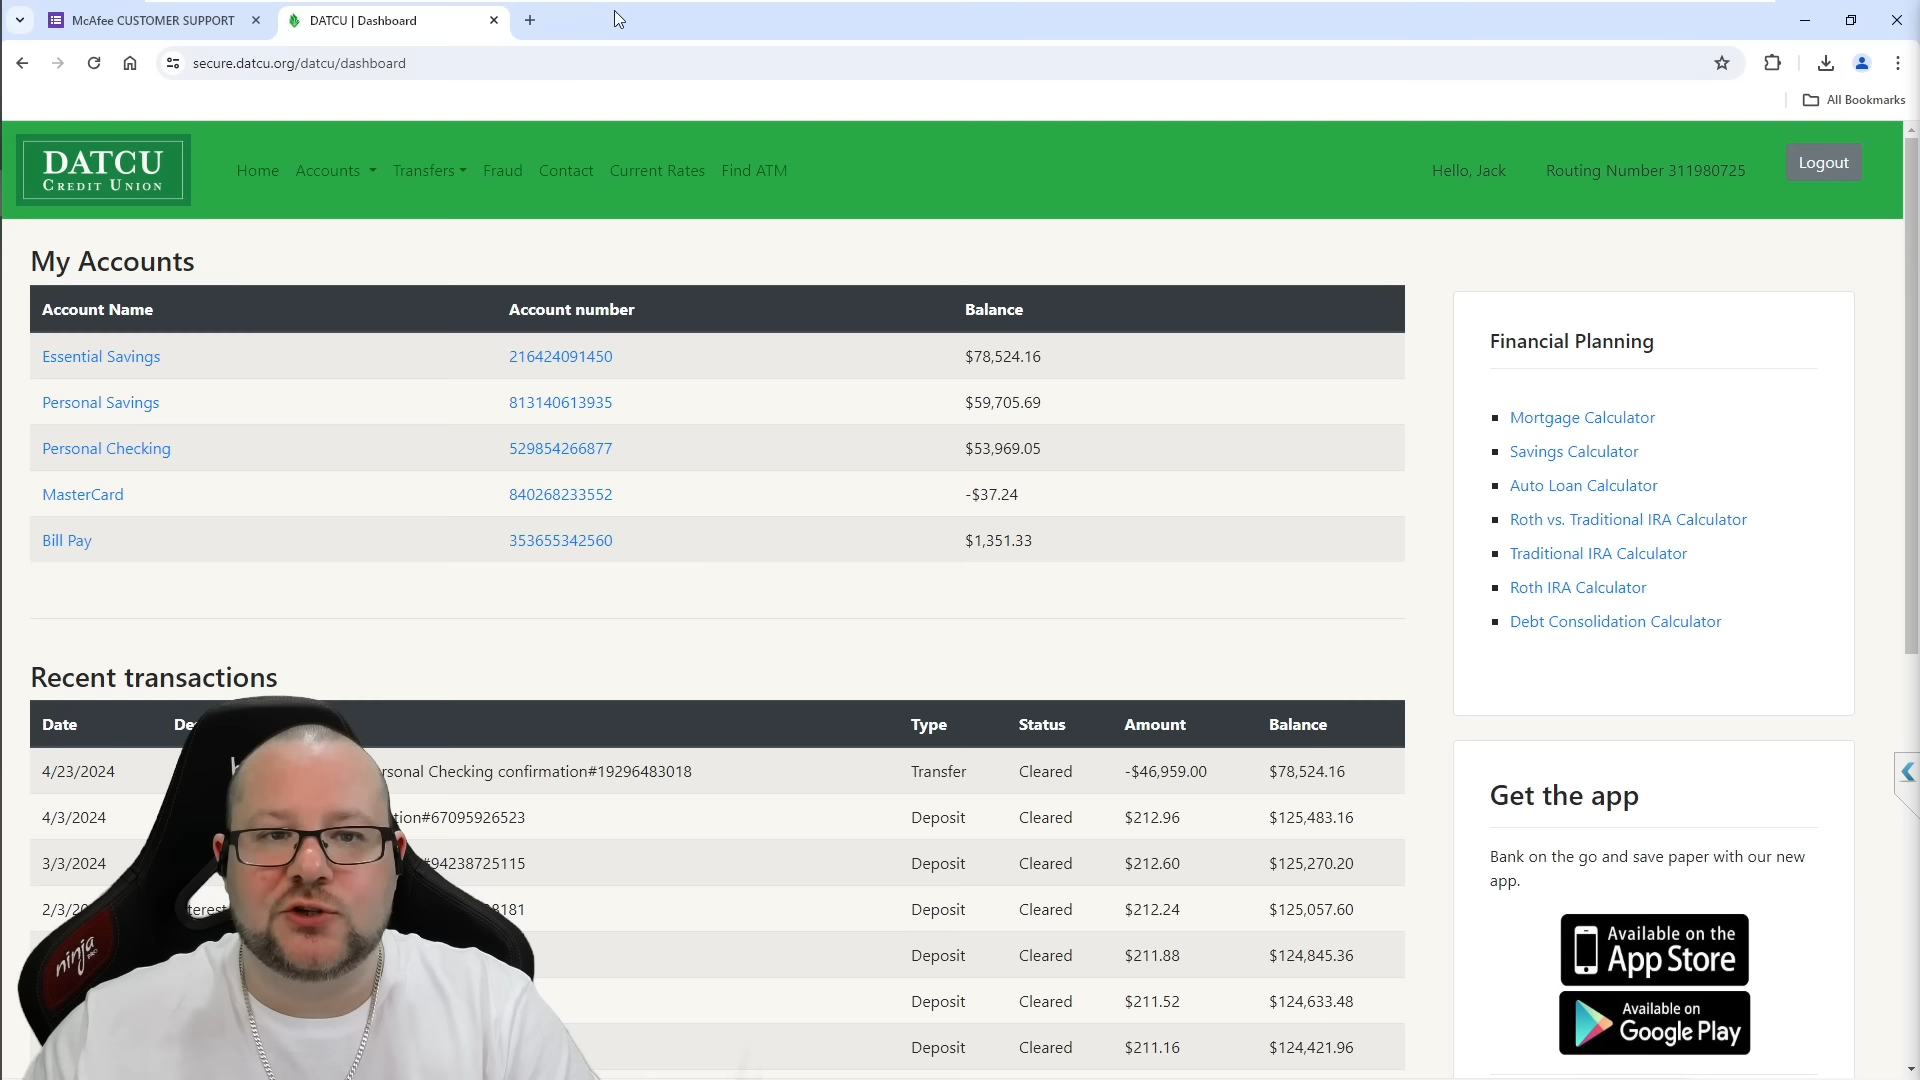 McAfee CUSTOMER SUPPORT
DATCU | Dashboard
secure.datcu.org/datcu/dashboard
All Bookmarks
DATCU
CREDIT UNION
Home Accounts Transfers Fraud Contact Current Rates Find ATM
Hello, Jack Routing Number 311980725 Logout
My Accounts
Account Name Account number Balance
Essential Savings 216424091450 $78,524.16
Personal Savings 813140613935 $59,705.69
Personal Checking 529854266877 $53,969.05
MasterCard 840268233552 -$37.24
Bill Pay 353655342560 $1,351.33
Financial Planning
Mortgage Calculator
Savings Calculator
Auto Loan Calculator
Roth vs. Traditional IRA Calculator
Traditional IRA Calculator
Roth IRA Calculator
Debt Consolidation Calculator
Recent transactions
Date Type Status Amount Balance
4/23/2024 Checking confirmation#19296483018 Transfer Cleared -$46,959.00 $78,524.16
4/3/2024 #67095926523 Deposit Cleared $212.96 $125,483.16
3/3/2024 #94238725115 Deposit Cleared $212.60 $125,270.20
Deposit Cleared $212.24 $125,057.60
Deposit Cleared $211.88 $124,845.36
Deposit Cleared $211.52 $124,633.48
Deposit Cleared $211.16 $124,421.96
Get the app
Bank on the go and save paper with our new
app.
Available on the
App Store
Available on
Google Play
ninja